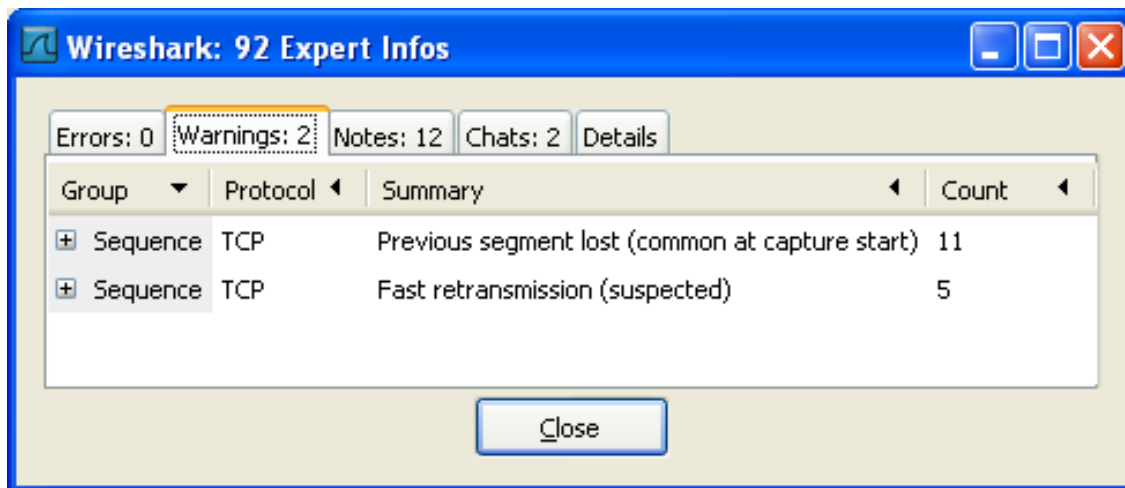 Wireshark: 92 Expert Infos
Errors: 0 Warnings: 2 Notes: 12 Chats: 2 Details
Group Protocol Summary Count
Sequence TCP Previous segment lost (common at capture start) 11
Sequence TCP Fast retransmission (suspected) 5
Close